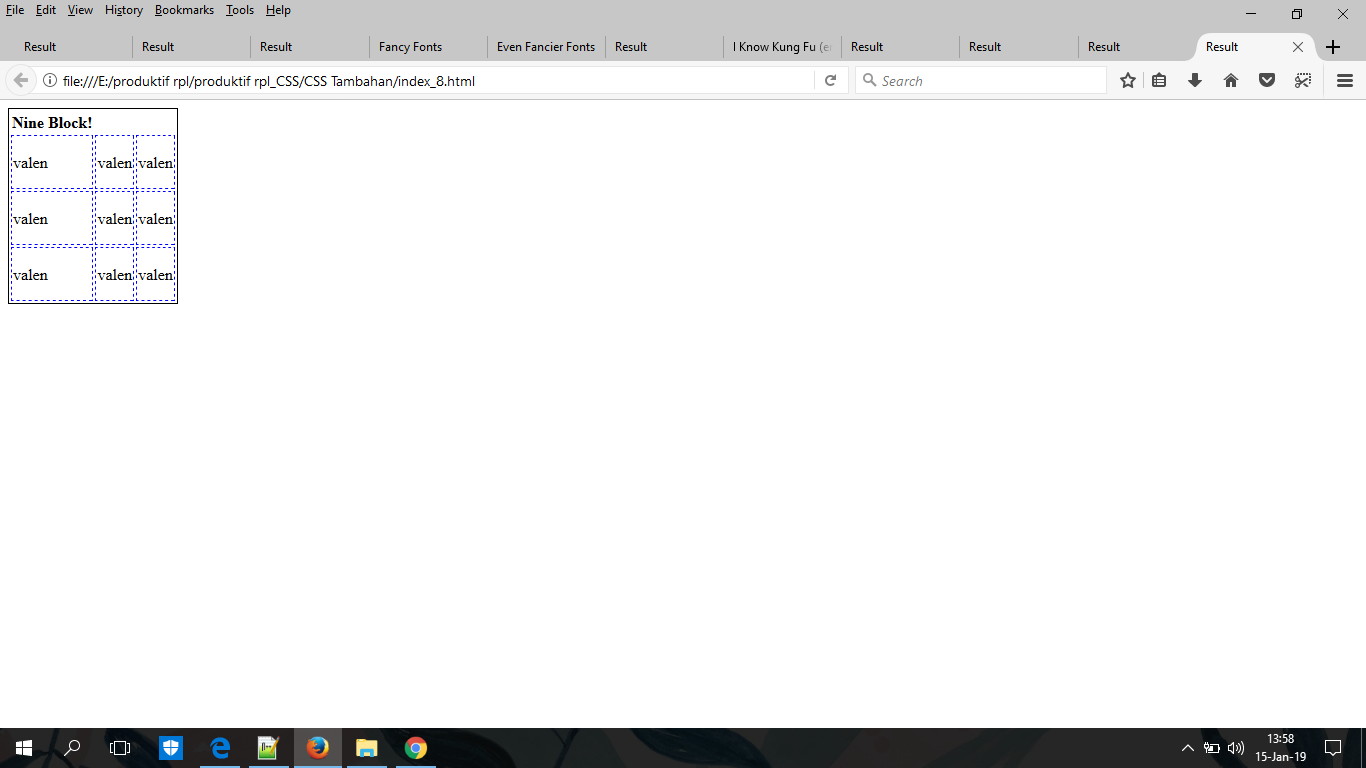 File Edit View History Bookmarks Tools Help
Result Result Result Fancy Fonts Even Fancier Fonts Result I Know Kung Fu Result Result Result Result
file:///E:/produktif rpl/produktif rpl_CSS/CSS Tambahan/index_8.html Search
Nine Block!
valen valen valen
valen valen valen
valen valen valen
13:58
15-Jan-19